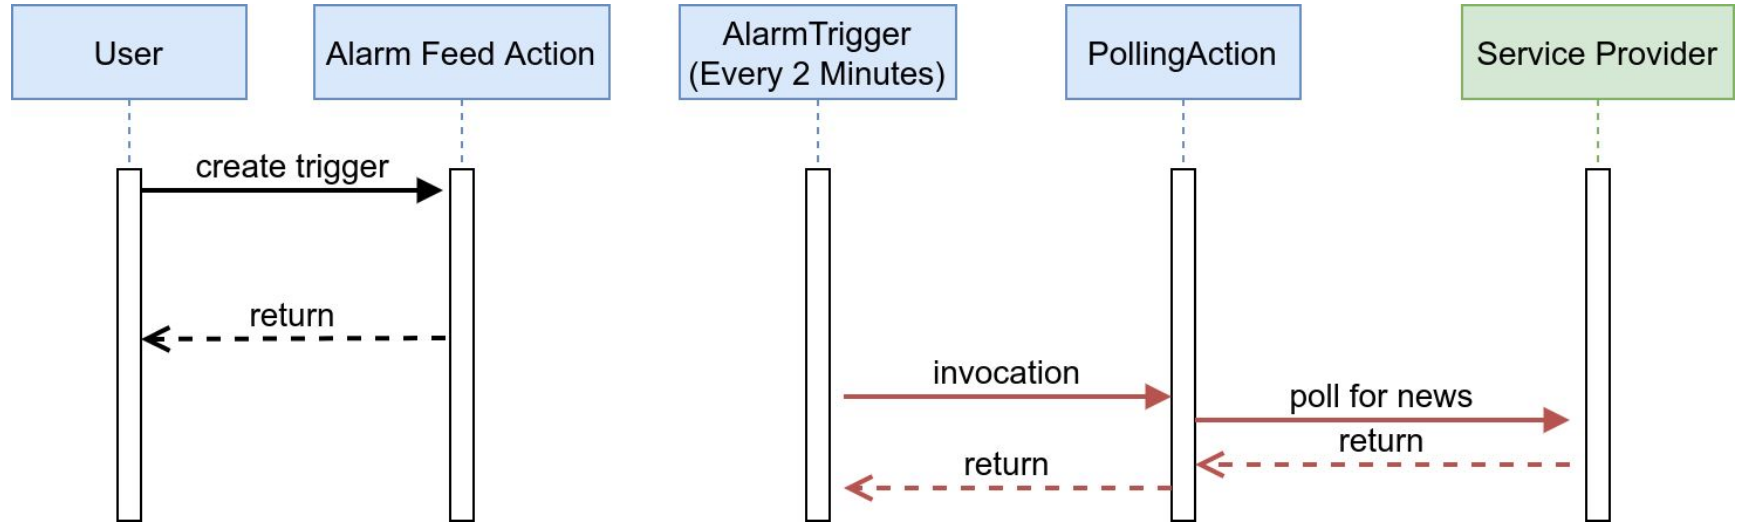 User
Alarm Feed Action
AlarmTrigger
(Every 2 Minutes)
PollingAction
Service Provider
create trigger
return
invocation
poll for news
return
return